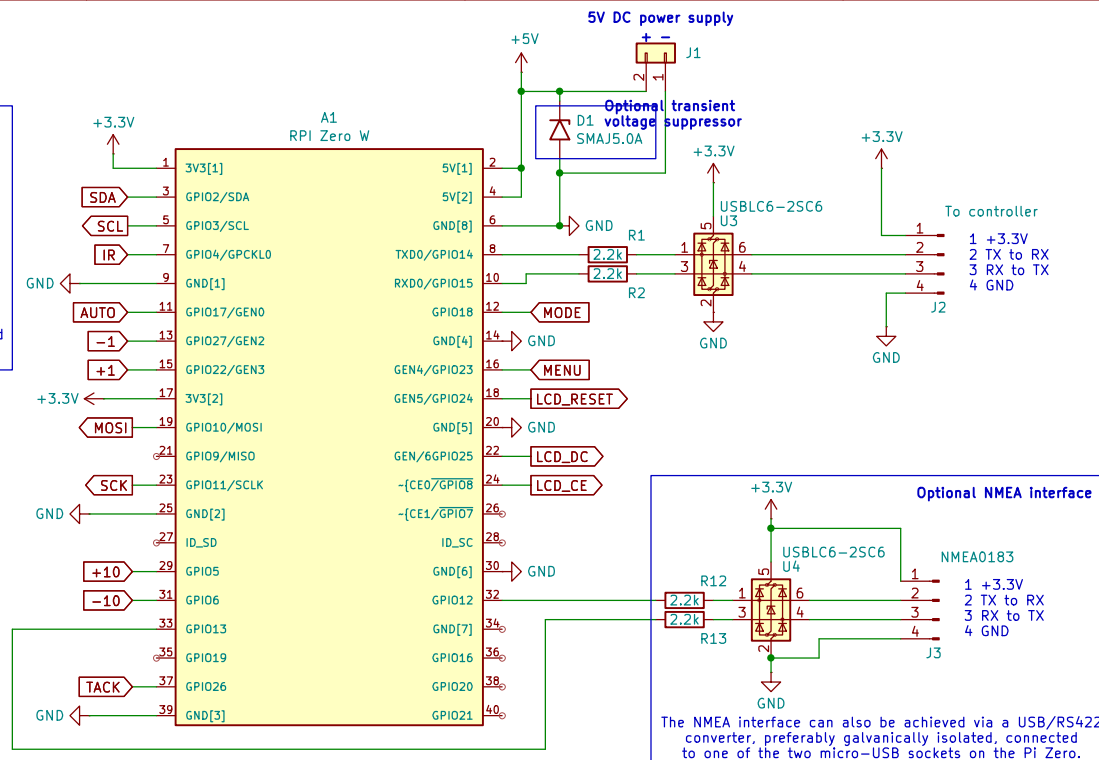 5V DC power supply
+ −
J1
2 1
+5V
Optional transient
voltage suppressor
D1
SMAJ5.0A
A1
RPI Zero W
+3.3V
1 3V3[1] 5V[1] 2
SDA 3 GPIO2/SDA 5V[2] 4
SCL 5 GPIO3/SCL GND[8] 6 GND
IR 7 GPIO4/GPCKL0 TXD0/GPIO14 8
GND 9 GND[1] RXD0/GPIO15 10
AUTO 11 GPIO17/GEN0 GPIO18 12 MODE
−1 13 GPIO27/GEN2 GND[4] 14 GND
+1 15 GPIO22/GEN3 GEN4/GPIO23 16 MENU
+3.3V 17 3V3[2] GEN5/GPIO24 18 LCD_RESET
MOSI 19 GPIO10/MOSI GND[5] 20 GND
21 GPIO9/MISO GEN/6GPIO25 22 LCD_DC
SCK 23 GPIO11/SCLK ~{CE0/GPIO8 24 LCD_CE
GND 25 GND[2] ~{CE1/GPIO7 26
27 ID_SD ID_SC 28
+10 29 GPIO5 GND[6] 30 GND
−10 31 GPIO6 GPIO12 32
33 GPIO13 GND[7] 34
35 GPIO19 GPIO16 36
TACK 37 GPIO26 GPIO20 38
GND 39 GND[3] GPIO21 40
R1
2.2k
2.2k
R2
+3.3V
USBLC6−2SC6
U3
5
1 6
3 4
2
GND
+3.3V
To controller
1 1 +3.3V
2 2 TX to RX
3 3 RX to TX
4 4 GND
J2
GND
d
Optional NMEA interface
+3.3V
USBLC6−2SC6
U4
R12
2.2k
2.2k
R13
5
1 6
3 4
2
GND
NMEA0183
1 1 +3.3V
2 2 TX to RX
3 3 RX to TX
4 4 GND
J3
The NMEA interface can also be achieved via a USB/RS422
converter, preferably galvanically isolated, connected
to one of the two micro−USB sockets on the Pi Zero.